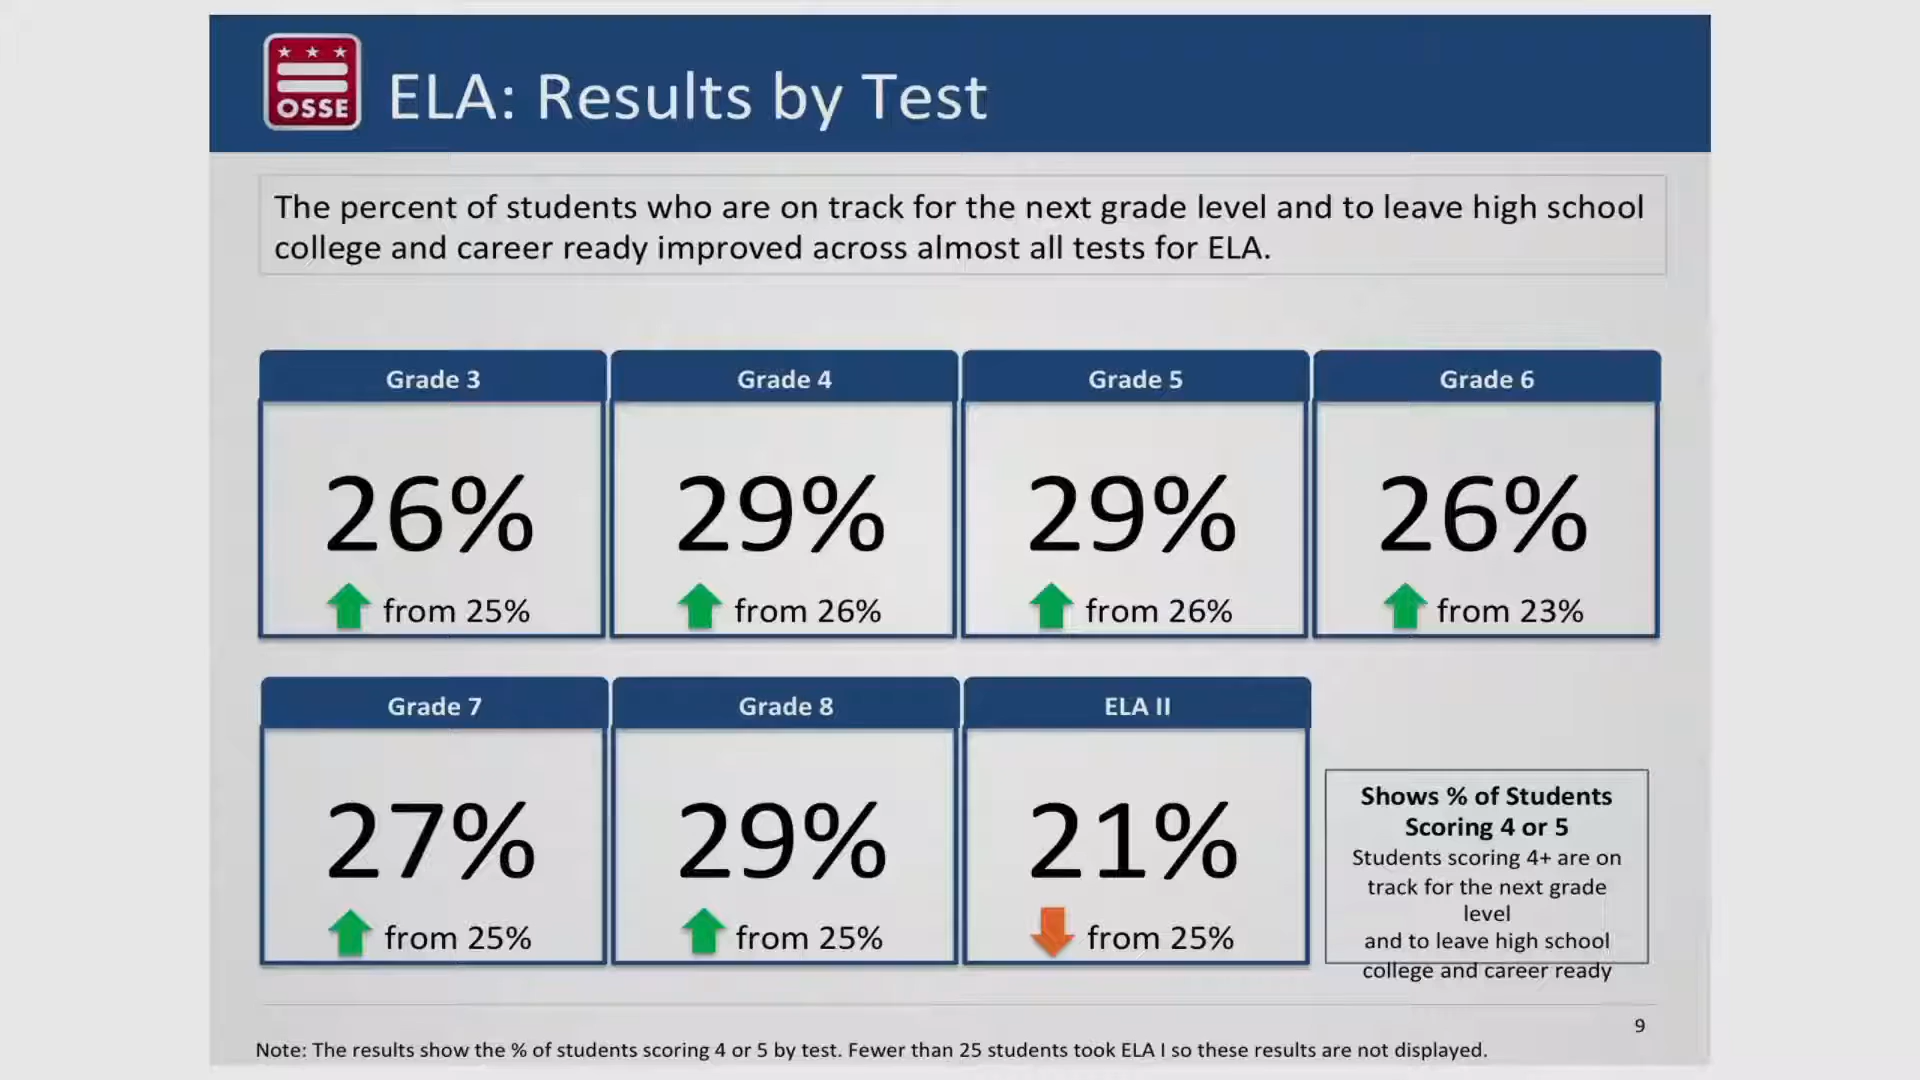 OSSE
ELA: Results by Test
The percent of students who are on track for the next grade level and to leave high school
college and career ready improved across almost all tests for ELA.
Grade 3
26%
from 25%
Grade 4
29%
from 26%
Grade 5
29%
from 26%
Grade 6
26%
from 23%
Grade 7
27%
from 25%
Grade 8
29%
from 25%
ELA II
21%
from 25%
Shows % of Students
Scoring 4 or 5
Students scoring 4+ are on
track for the next grade
level
and to leave high school
college and career ready
9
Note: The results show the % of students scoring 4 or 5 by test. Fewer than 25 students took ELA I so these results are not displayed.